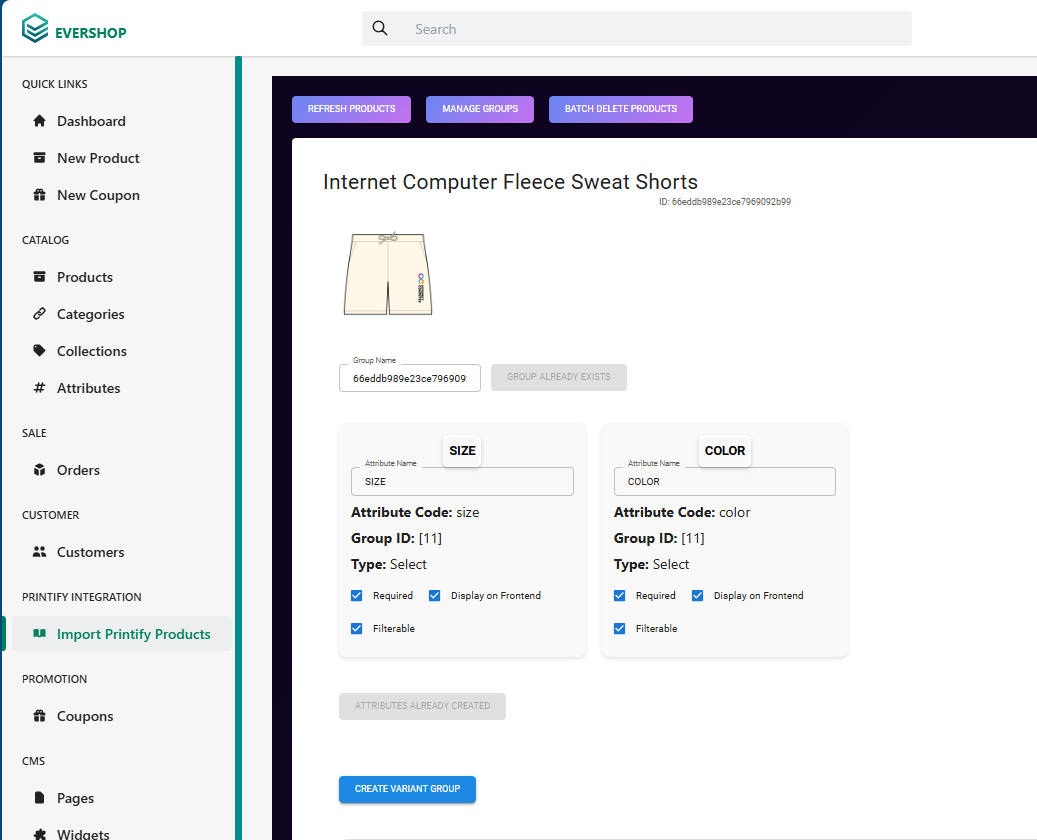 EVERSHOP
Search
QUICK LINKS
Dashboard
New Product
New Coupon
CATALOG
Products
Categories
Collections
Attributes
SALE
Orders
CUSTOMER
Customers
PRINTIFY INTEGRATION
Import Printify Products
PROMOTION
Coupons
CMS
Pages
Widgets
REFRESH PRODUCTS MANAGE GROUPS BATCH DELETE PRODUCTS
Internet Computer Fleece Sweat Shorts
ID: 66eddb989e23ce7969092b99
Group Name
66eddb989e23ce796909 GROUP ALREADY EXISTS
SIZE
Attribute Name
SIZE
Attribute Code: size
Group ID: [11]
Type: Select
Required Display on Frontend
Filterable
COLOR
Attribute Name
COLOR
Attribute Code: color
Group ID: [11]
Type: Select
Required Display on Frontend
Filterable
ATTRIBUTES ALREADY CREATED
CREATE VARIANT GROUP